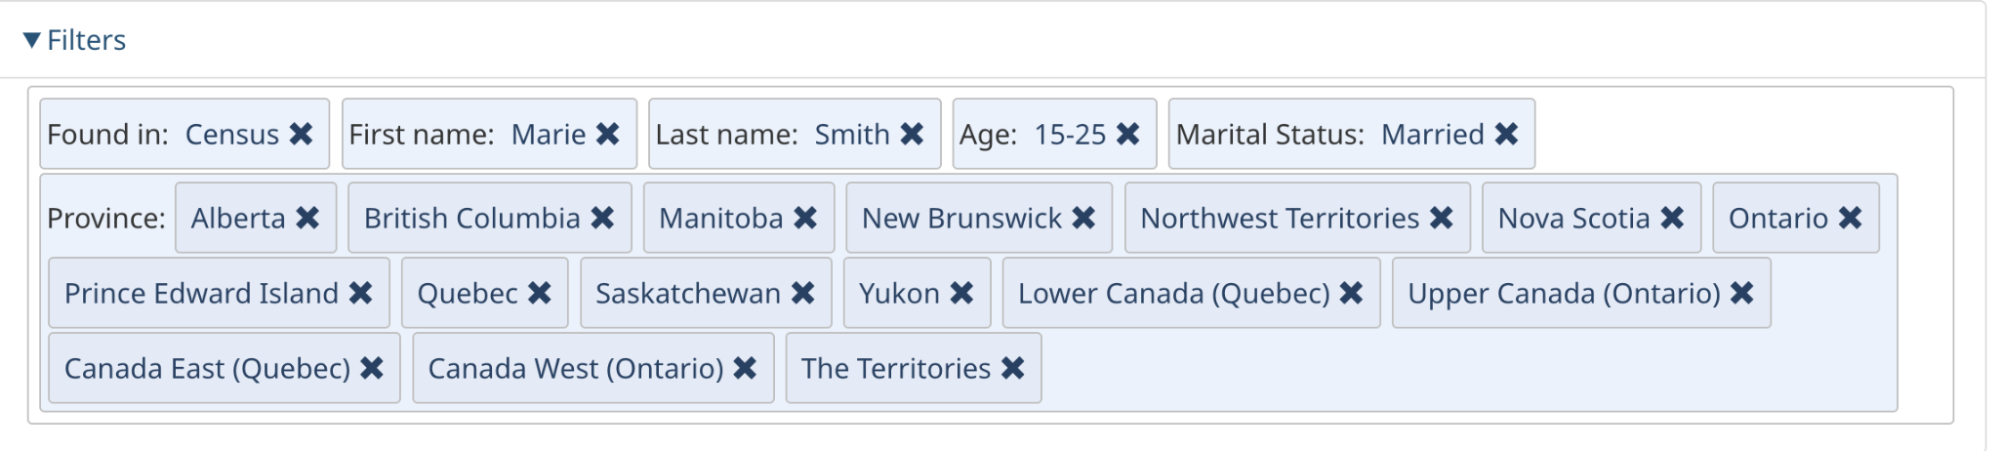 ▼ Filters
Found in: Census ✖ First name: Marie ✖ Last name: Smith ✖ Age: 15-25 ✖ Marital Status: Married ✖
Province: Alberta ✖ British Columbia ✖ Manitoba ✖ New Brunswick ✖ Northwest Territories ✖ Nova Scotia ✖ Ontario ✖
Prince Edward Island ✖ Quebec ✖ Saskatchewan ✖ Yukon ✖ Lower Canada (Quebec) ✖ Upper Canada (Ontario) ✖
Canada East (Quebec) ✖ Canada West (Ontario) ✖ The Territories ✖